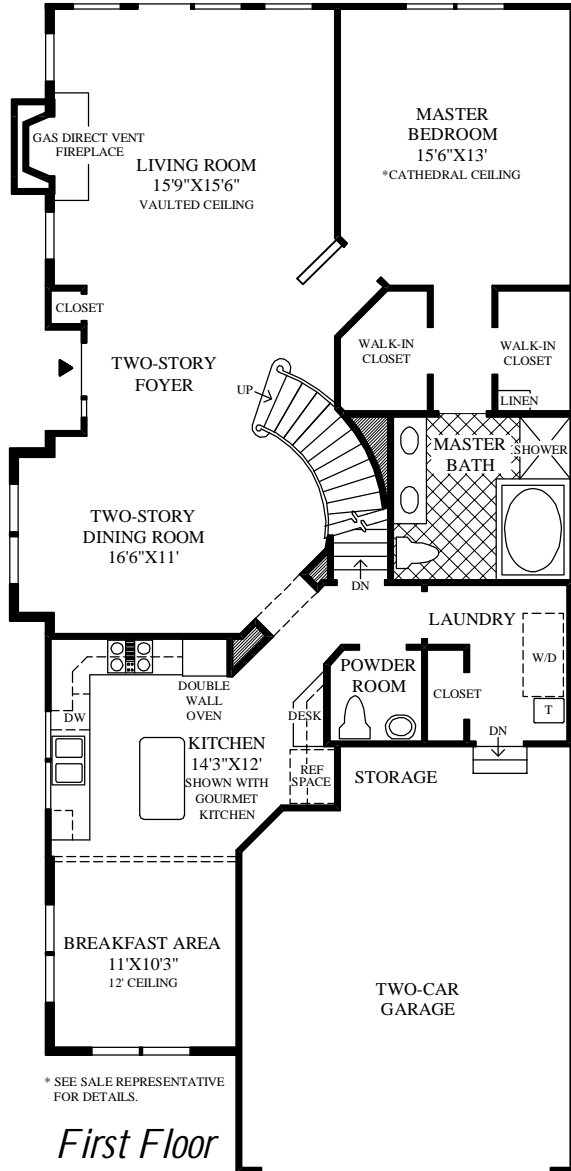 GAS DIRECT VENT
FIREPLACE
LIVING ROOM
15'9"X15'6"
VAULTED CEILING
MASTER
BEDROOM
15'6"X13'
*CATHEDRAL CEILING
CLOSET
TWO-STORY
FOYER
UP
WALK-IN
CLOSET
WALK-IN
CLOSET
LINEN
MASTER
BATH
SHOWER
TWO-STORY
DINING ROOM
16'6"X11'
DN
LAUNDRY
W/D
T
POWDER
ROOM
CLOSET
DN
DOUBLE
WALL
OVEN
DW
DESK
KITCHEN
14'3"X12'
SHOWN WITH
GOURMET
KITCHEN
REF
SPACE
STORAGE
BREAKFAST AREA
11'X10'3"
12' CEILING
TWO-CAR
GARAGE
* SEE SALE REPRESENTATIVE
FOR DETAILS.
First Floor